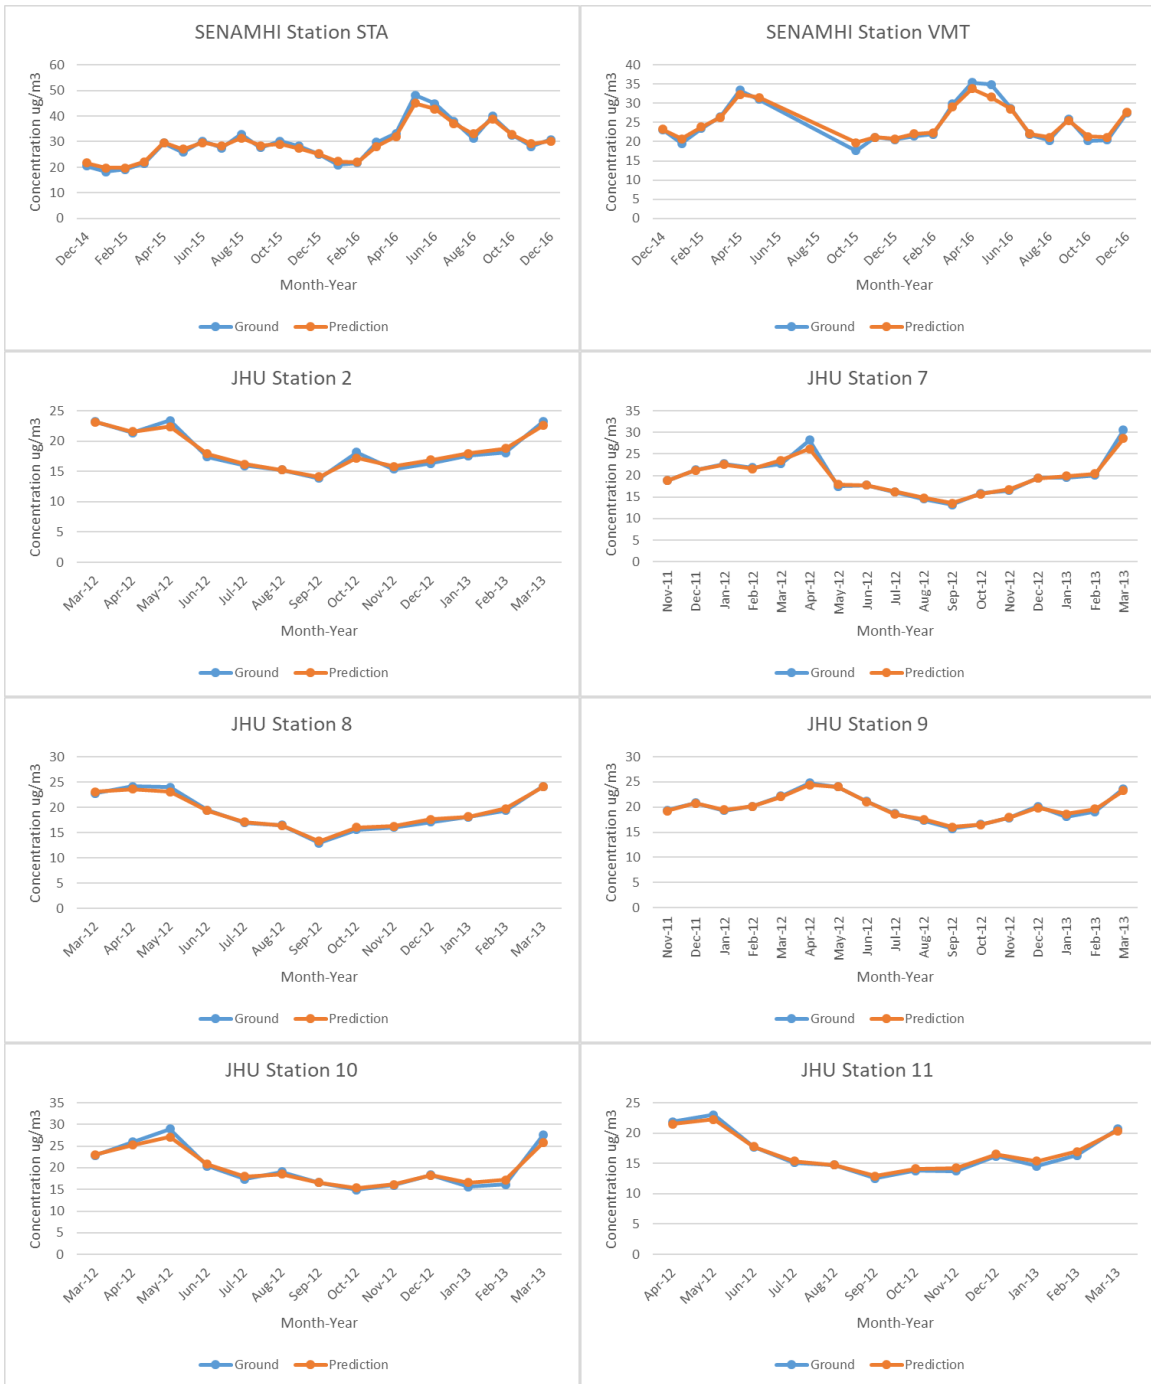 SENAMHI Station STA
Concentration ug/m3
60
50
40
30
20
10
0
Dec-14 Feb-15 Apr-15 Jun-15 Aug-15 Oct-15 Dec-15 Feb-16 Apr-16 Jun-16 Aug-16 Oct-16 Dec-16
Month-Year
Ground Prediction
SENAMHI Station VMT
Concentration ug/m3
40
35
30
25
20
15
10
5
0
Dec-14 Feb-15 Apr-15 Jun-15 Aug-15 Oct-15 Dec-15 Feb-16 Apr-16 Jun-16 Aug-16 Oct-16 Dec-16
Month-Year
Ground Prediction
JHU Station 2
Concentration ug/m3
25
20
15
10
5
0
Mar-12 Apr-12 May-12 Jun-12 Jul-12 Aug-12 Sep-12 Oct-12 Nov-12 Dec-12 Jan-13 Feb-13 Mar-13
Month-Year
Ground Prediction
JHU Station 7
Concentration ug/m3
35
30
25
20
15
10
5
0
Nov-11 Dec-11 Jan-12 Feb-12 Mar-12 Apr-12 May-12 Jun-12 Jul-12 Aug-12 Sep-12 Oct-12 Nov-12 Dec-12 Jan-13 Feb-13 Mar-13
Month-Year
Ground Prediction
JHU Station 8
Concentration ug/m3
30
25
20
15
10
5
0
Mar-12 Apr-12 May-12 Jun-12 Jul-12 Aug-12 Sep-12 Oct-12 Nov-12 Dec-12 Jan-13 Feb-13 Mar-13
Month-Year
Ground Prediction
JHU Station 9
Concentration ug/m3
30
25
20
15
10
5
0
Nov-11 Dec-11 Jan-12 Feb-12 Mar-12 Apr-12 May-12 Jun-12 Jul-12 Aug-12 Sep-12 Oct-12 Nov-12 Dec-12 Jan-13 Feb-13 Mar-13
Month-Year
Ground Prediction
JHU Station 10
Concentration ug/m3
35
30
25
20
15
10
5
0
Mar-12 Apr-12 May-12 Jun-12 Jul-12 Aug-12 Sep-12 Oct-12 Nov-12 Dec-12 Jan-13 Feb-13 Mar-13
Month-Year
Ground Prediction
JHU Station 11
Concentration ug/m3
25
20
15
10
5
0
Apr-12 May-12 Jun-12 Jul-12 Aug-12 Sep-12 Oct-12 Nov-12 Dec-12 Jan-13 Feb-13 Mar-13
Month-Year
Ground Prediction